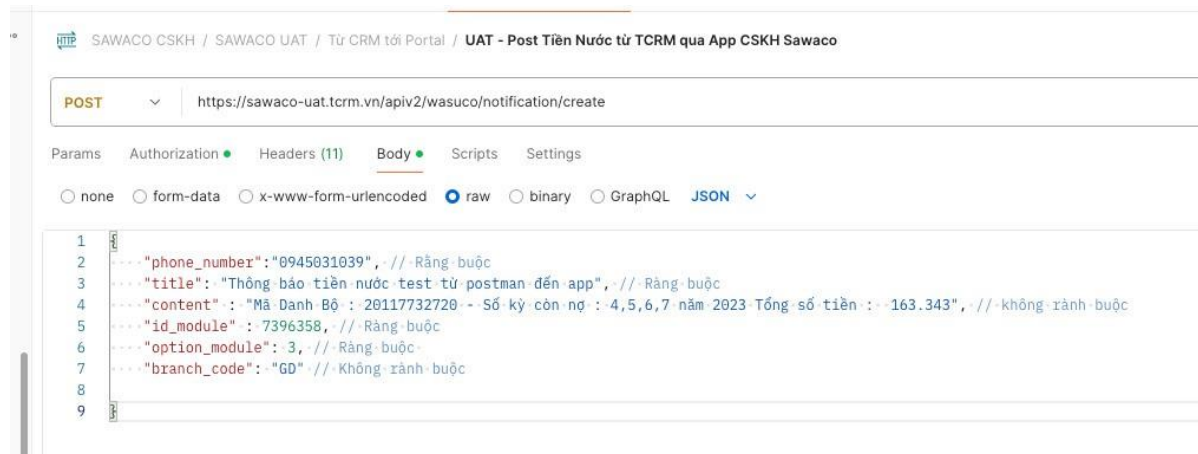 HTTP SAWACO CSKH / SAWACO UAT / Từ CRM tới Portal / UAT - Post Tiền Nước từ TCRM qua App CSKH Sawaco
POST https://sawaco-uat.tcrm.vn/apiv2/wasuco/notification/create
Params Authorization Headers (11) Body Scripts Settings
none form-data x-www-form-urlencoded raw binary GraphQL JSON
1 {
2 "phone_number":"0945031039", // Rằng buộc
3 "title": "Thông báo tiền nước test từ postman đến app", // Ràng buộc
4 "content" : "Mã Danh Bộ : 20117732720 - Số kỳ còn nợ : 4,5,6,7 năm 2023 Tổng số tiền :  163.343", // không rành buộc
5 "id_module" : 7396358, // Ràng buộc
6 "option_module": 3, // Ràng buộc
7 "branch_code": "GD" // Không rành buộc
8
9 }